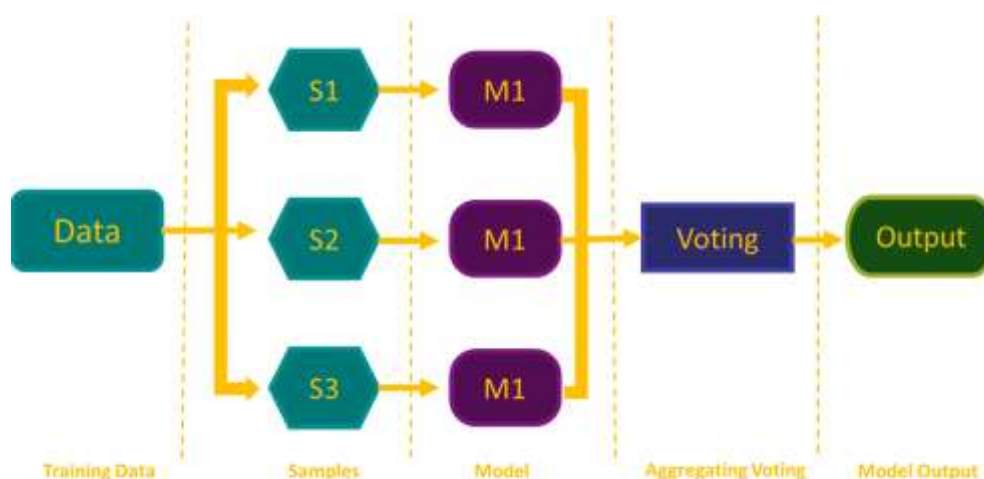 S1
M1
Data
S2
M1
Voting
Output
S3
M1
Training Data
Samples
Model
Aggregating Voting
Model Output